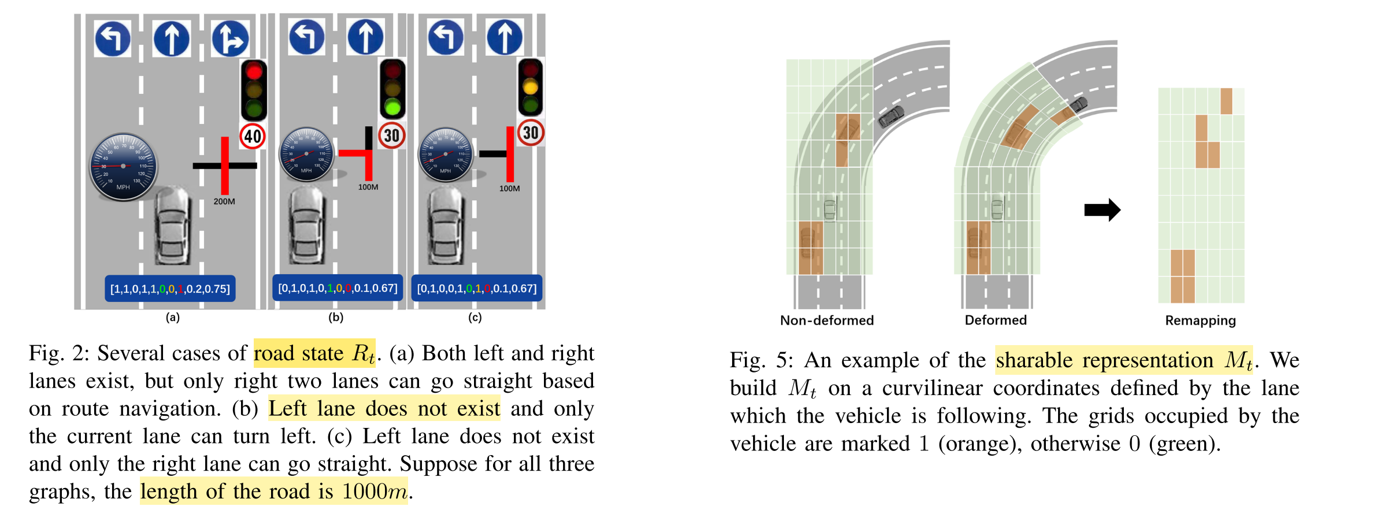 40
30
30
MPH
MPH
MPH
200M
100M
100M
[1,1,0,1,1,0,0,1,0.2,0.75]
[0,1,0,1,0,1,0,0,0.1,0.67]
[0,1,0,0,1,0,1,0,0.1,0.67]
(a)
(b)
(c)
Fig. 2: Several cases of road state Rₜ. (a) Both left and right
lanes exist, but only right two lanes can go straight based
on route navigation. (b) Left lane does not exist and only
the current lane can turn left. (c) Left lane does not exist
and only the right lane can go straight. Suppose for all three
graphs, the length of the road is 1000m.
Non-deformed
Deformed
Remapping
Fig. 5: An example of the sharable representation Mₜ. We
build Mₜ on a curvilinear coordinates defined by the lane
which the vehicle is following. The grids occupied by the
vehicle are marked 1 (orange), otherwise 0 (green).